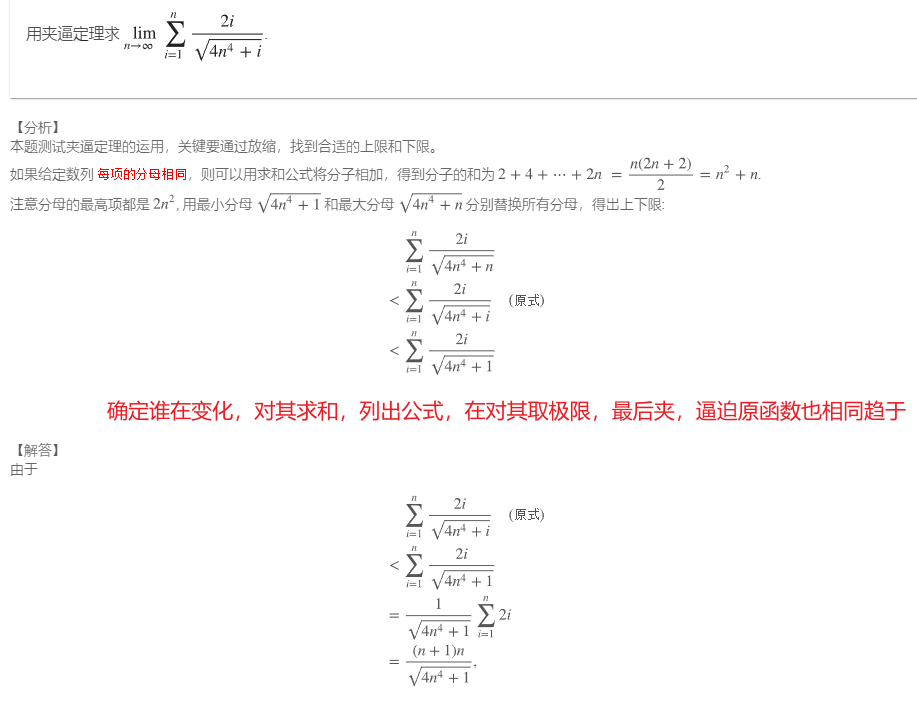 用夹逼定理求 $\lim_{n\to\infty} \sum_{i=1}^{n} \frac{2i}{\sqrt{4n^4+i}}$.
【分析】
本题测试夹逼定理的运用，关键要通过放缩，找到合适的上限和下限。
如果给定数列 每项的分母相同，则可以用求和公式将分子相加，得到分子的和为 $2+4+\cdots+2n = \frac{n(2n+2)}{2} = n^2+n$.
注意分母的最高项都是 $2n^2$, 用最小分母 $\sqrt{4n^4+1}$ 和最大分母 $\sqrt{4n^4+n}$ 分别替换所有分母，得出上下限:
$\sum_{i=1}^{n} \frac{2i}{\sqrt{4n^4+n}}$
$< \sum_{i=1}^{n} \frac{2i}{\sqrt{4n^4+i}}$ (原式)
$< \sum_{i=1}^{n} \frac{2i}{\sqrt{4n^4+1}}$
确定谁在变化，对其求和，列出公式，在对其取极限，最后夹，逼迫原函数也相同趋于
【解答】
由于
$\sum_{i=1}^{n} \frac{2i}{\sqrt{4n^4+i}}$ (原式)
$< \sum_{i=1}^{n} \frac{2i}{\sqrt{4n^4+1}}$
$= \frac{1}{\sqrt{4n^4+1}} \sum_{i=1}^{n} 2i$
$= \frac{(n+1)n}{\sqrt{4n^4+1}}$,